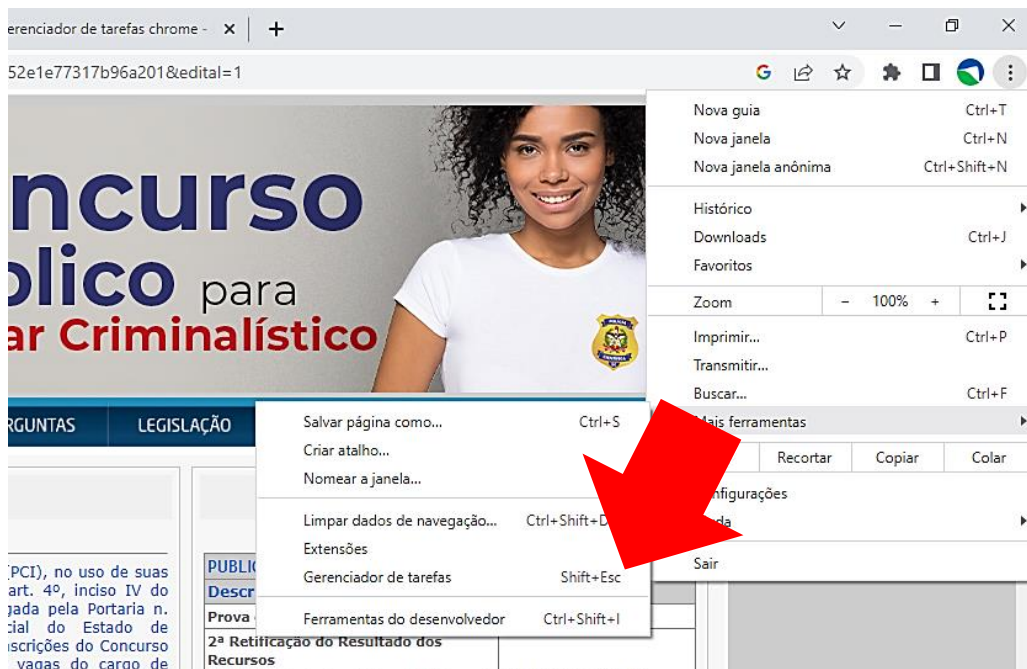 erenciador de tarefas chrome -
52e1e77317b96a201&edital=1
ncurso
blico para
ar Criminalístico
RGUNTAS LEGISLAÇÃO
Nova guia Ctrl+T
Nova janela Ctrl+N
Nova janela anônima Ctrl+Shift+N
Histórico
Downloads Ctrl+J
Favoritos
Zoom - 100% +
Imprimir... Ctrl+P
Transmitir...
Buscar... Ctrl+F
Mais ferramentas
Recortar Copiar Colar
nfigurações
da
Sair
Salvar página como... Ctrl+S
Criar atalho...
Nomear a janela...
Limpar dados de navegação... Ctrl+Shift+D
Extensões
Gerenciador de tarefas Shift+Esc
Ferramentas do desenvolvedor Ctrl+Shift+I
(PCI), no uso de suas
art. 4º, inciso IV do
gada pela Portaria n.
cial do Estado de
scrições do Concurso
vagas do cargo de
PUBLI
Descr
Prova
2ª Retificação do Resultado dos
Recursos